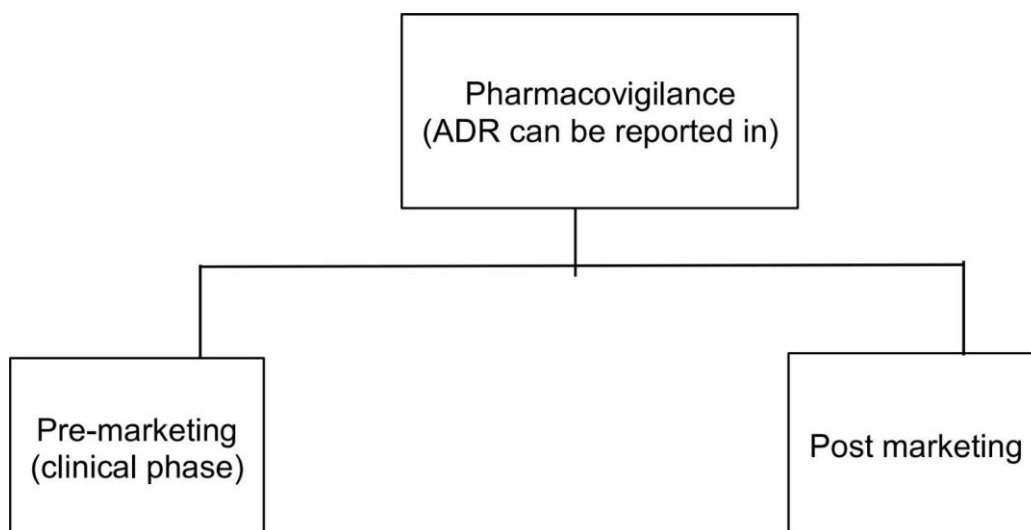 Pharmacovigilance
(ADR can be reported in)
Pre-marketing
(clinical phase)
Post marketing